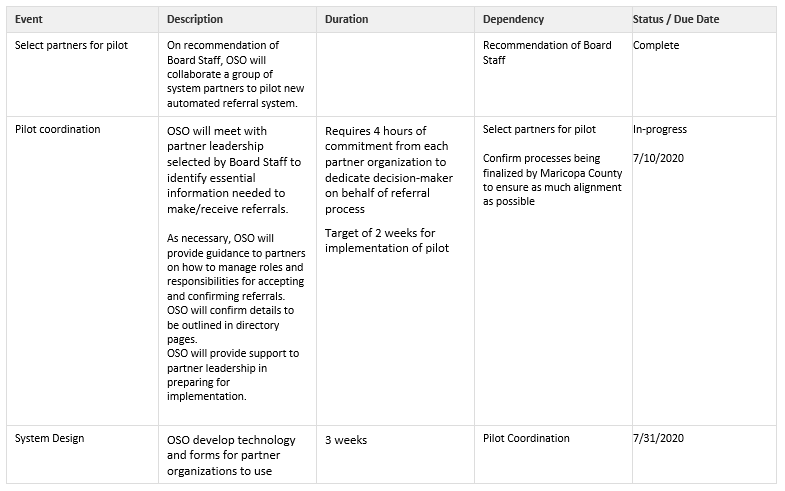 Event Description Duration Dependency Status / Due Date
Select partners for pilot
On recommendation of
Board Staff, OSO will
collaborate a group of
system partners to pilot new
automated referral system.
Recommendation of Board
Staff
Complete
Pilot coordination
OSO will meet with
partner leadership
selected by Board Staff to
identify essential
information needed to
make/receive referrals.
As necessary, OSO will
provide guidance to partners
on how to manage roles and
responsibilities for accepting
and confirming referrals.
OSO will confirm details to
be outlined in directory
pages.
OSO will provide support to
partner leadership in
preparing for
implementation.
Requires 4 hours of
commitment from each
partner organization to
dedicate decision-maker
on behalf of referral
process
Target of 2 weeks for
implementation of pilot
Select partners for pilot
Confirm processes being
finalized by Maricopa County
to ensure as much alignment
as possible
In-progress
7/10/2020
System Design
OSO develop technology
and forms for partner
organizations to use
3 weeks
Pilot Coordination
7/31/2020